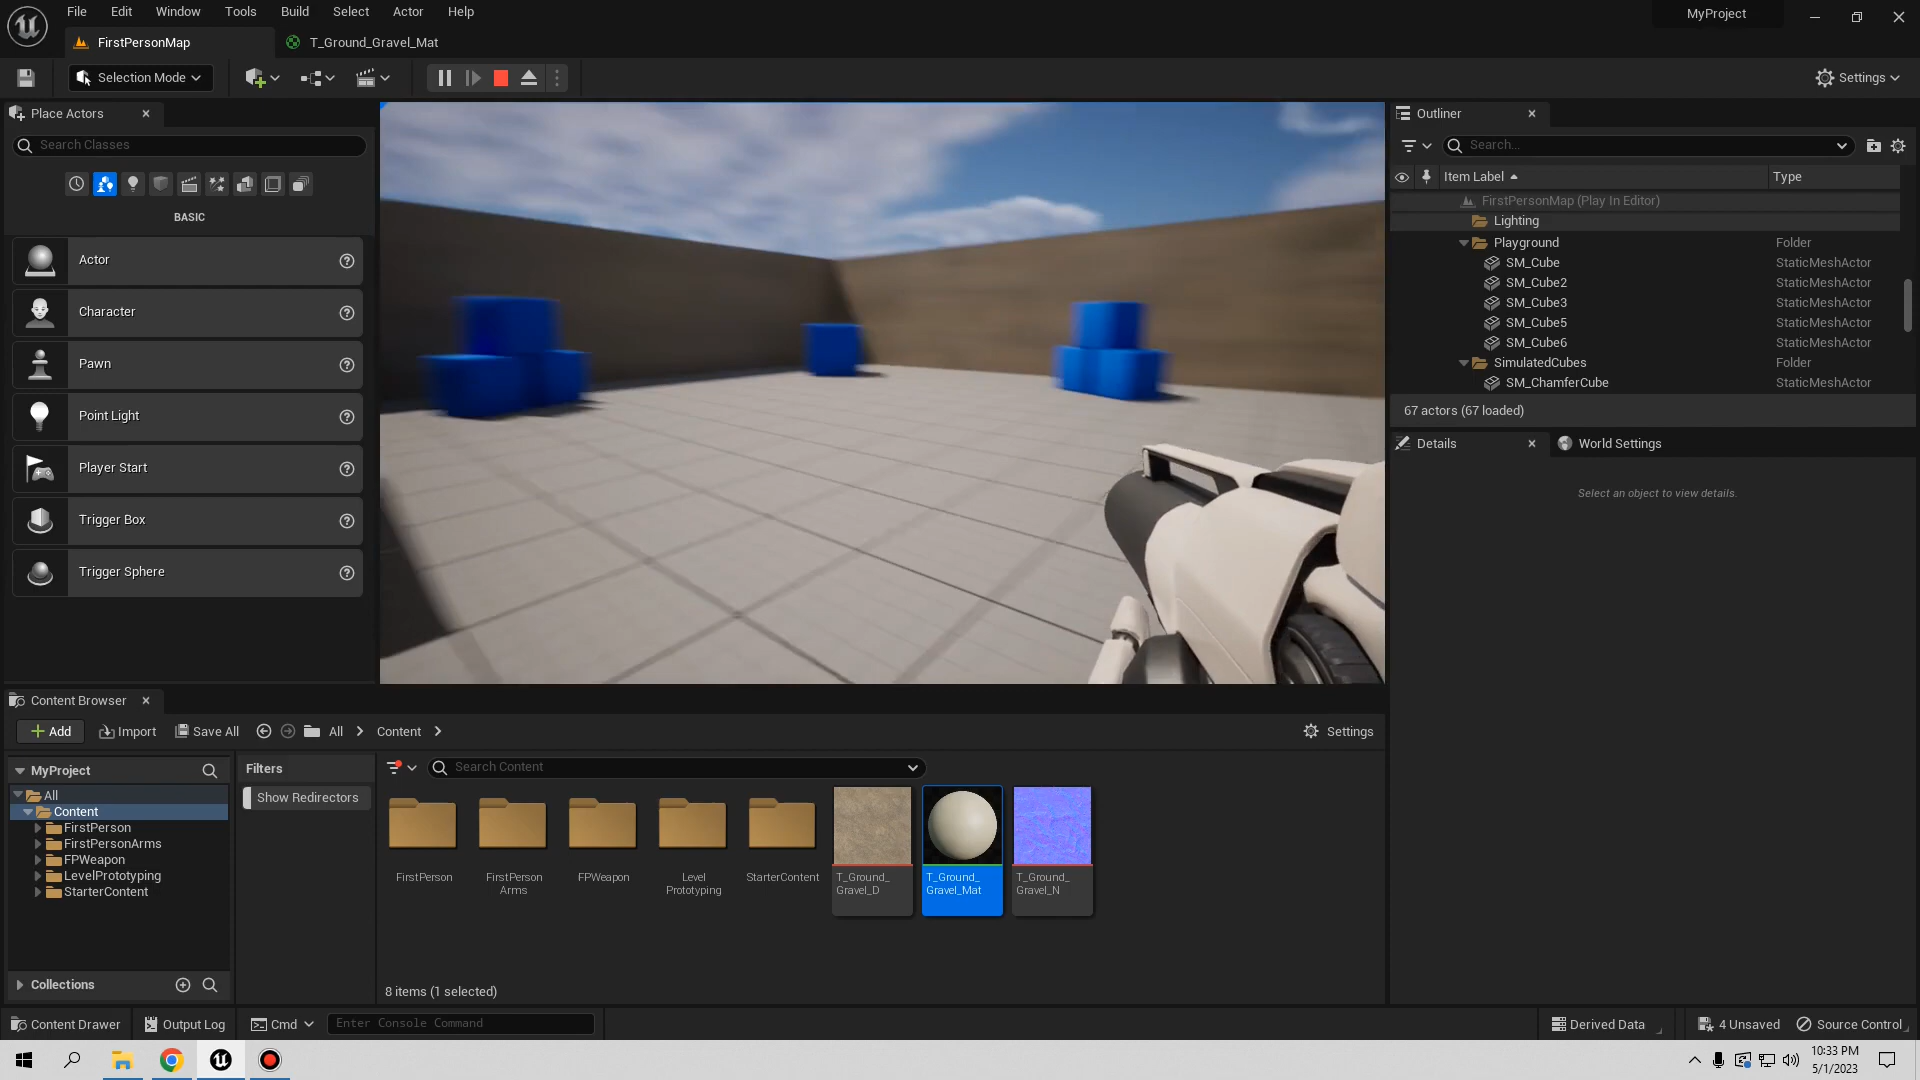 File Edit Window Tools Build Select Actor Help
MyProject
FirstPersonMap
T_Ground_Gravel_Mat
Selection Mode
Settings
Place Actors
Search Classes
BASIC
Actor
Character
Pawn
Point Light
Player Start
Trigger Box
Trigger Sphere
Outliner
Search...
Item Label Type
FirstPersonMap (Play In Editor)
Lighting
Playground Folder
SM_Cube StaticMeshActor
SM_Cube2 StaticMeshActor
SM_Cube3 StaticMeshActor
SM_Cube5 StaticMeshActor
SM_Cube6 StaticMeshActor
SimulatedCubes Folder
SM_ChamferCube StaticMeshActor
67 actors (67 loaded)
Details
World Settings
Select an object to view details.
Content Browser
Add Import Save All All Content Settings
MyProject
All
Content
FirstPerson
FirstPersonArms
FPWeapon
LevelPrototyping
StarterContent
Collections
Filters
Show Redirectors
Search Content
FirstPerson
FirstPerson
Arms
FPWeapon
Level
Prototyping
StarterContent
T_Ground_
Gravel_D
T_Ground_
Gravel_Mat
T_Ground_
Gravel_N
8 items (1 selected)
Content Drawer Output Log Cmd Enter Console Command Derived Data 4 Unsaved Source Control
10:33 PM
5/1/2023